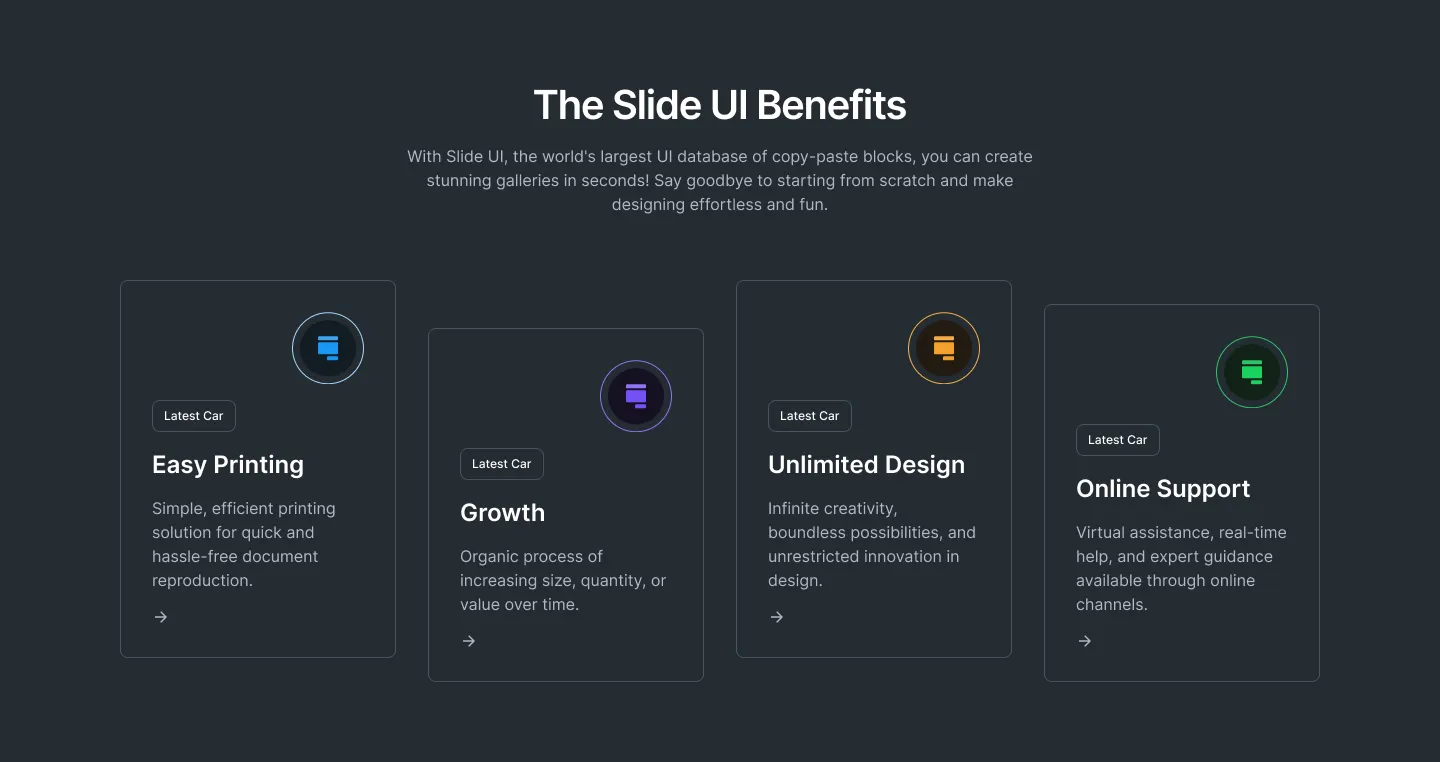 The Slide UI Benefits
With Slide UI, the world's largest UI database of copy-paste blocks, you can create
stunning galleries in seconds! Say goodbye to starting from scratch and make
designing effortless and fun.
Latest Car
Easy Printing
Simple, efficient printing
solution for quick and
hassle-free document
reproduction.
Latest Car
Growth
Organic process of
increasing size, quantity, or
value over time.
Latest Car
Unlimited Design
Infinite creativity,
boundless possibilities, and
unrestricted innovation in
design.
Latest Car
Online Support
Virtual assistance, real-time
help, and expert guidance
available through online
channels.